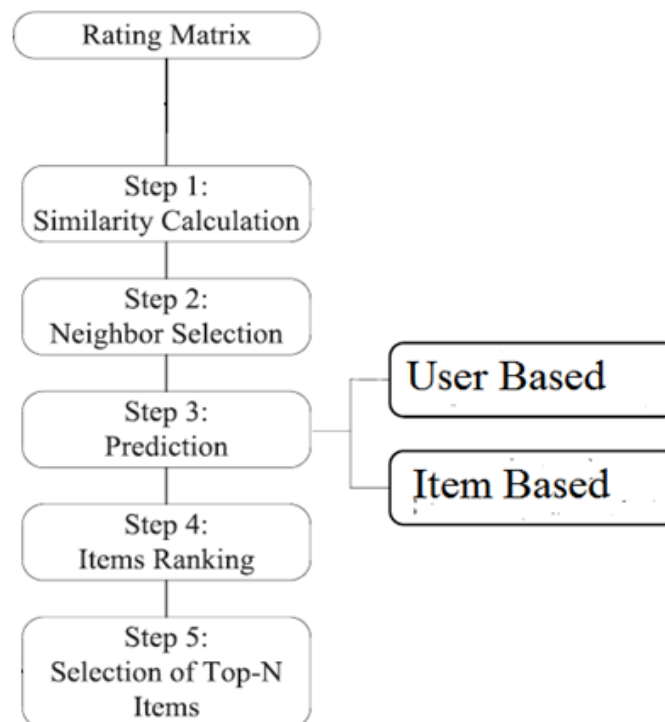 Rating Matrix
Step 1:
Similarity Calculation
Step 2:
Neighbor Selection
Step 3:
Prediction
User Based
Item Based
Step 4:
Items Ranking
Step 5:
Selection of Top-N
Items